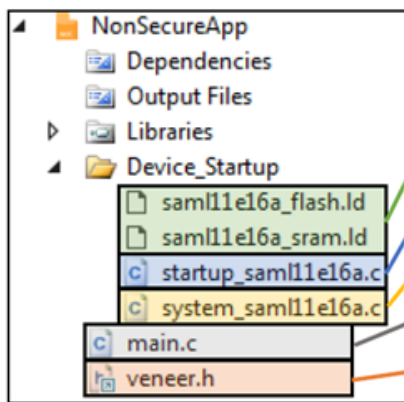 NonSecureApp
Dependencies
Output Files
Libraries
Device_Startup
saml11e16a_flash.ld
saml11e16a_sram.ld
startup_saml11e16a.c
system_saml11e16a.c
main.c
veneer.h